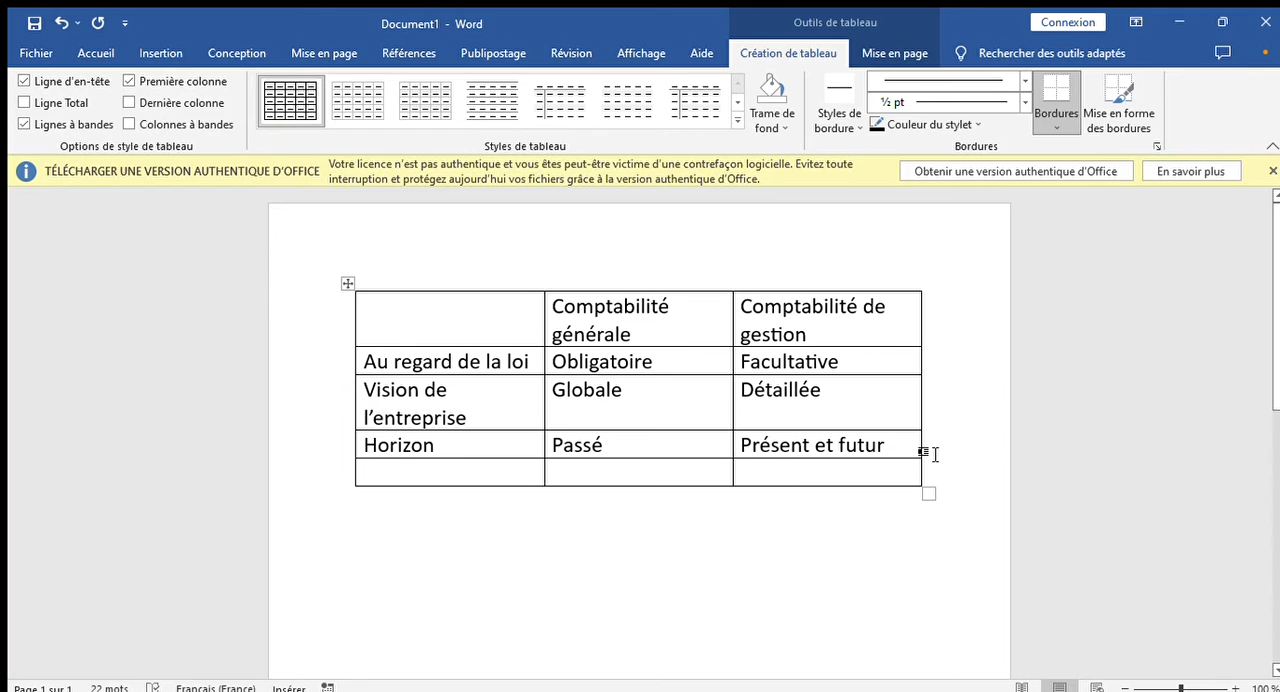 Document1 - Word
Outils de tableau
Connexion
Fichier Accueil Insertion Conception Mise en page Références Publipostage Révision Affichage Aide Création de tableau Mise en page Rechercher des outils adaptés
Ligne d'en-tête Première colonne
Ligne Total Dernière colonne
Lignes à bandes Colonnes à bandes
Options de style de tableau
Styles de tableau
Trame de
fond
Styles de
bordure
½ pt
Couleur du stylet
Bordures
Mise en forme
des bordures
Bordures
TÉLÉCHARGER UNE VERSION AUTHENTIQUE D'OFFICE
Votre licence n'est pas authentique et vous êtes peut-être victime d'une contrefaçon logicielle. Evitez toute
interruption et protégez aujourd'hui vos fichiers grâce à la version authentique d'Office.
Obtenir une version authentique d'Office
En savoir plus
Comptabilité
générale
Comptabilité de
gestion
Au regard de la loi Obligatoire Facultative
Vision de
l'entreprise
Globale Détaillée
Horizon Passé Présent et futur
Page 1 sur 1 22 mots Français (France) Insérer 100 %